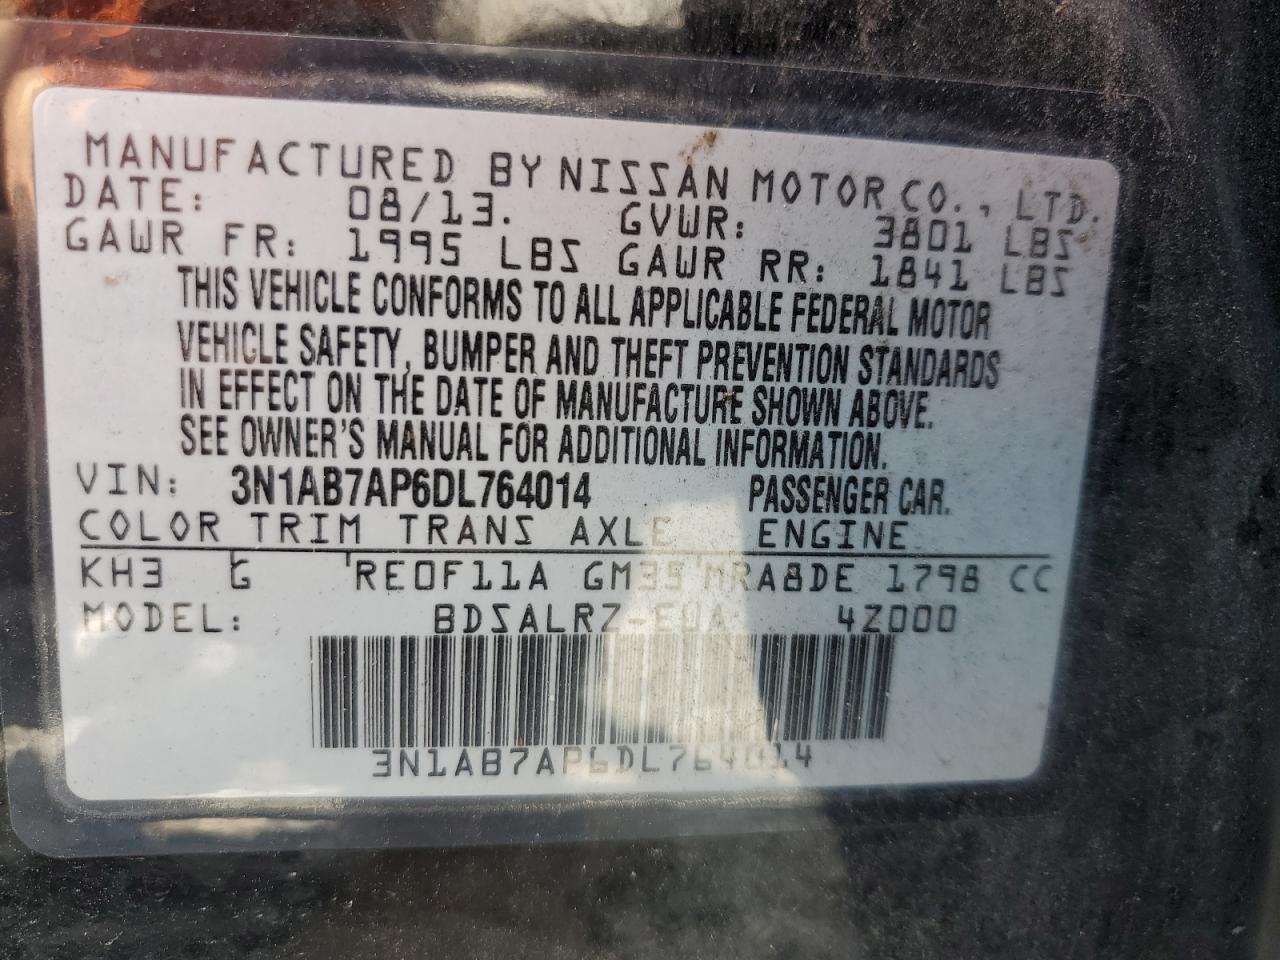 MANUFACTURED BY NISSAN MOTOR CO., LTD.
DATE: 08/13. GVWR: 3801 LBS
GAWR FR: 1995 LBS GAWR RR: 1841 LBS
THIS VEHICLE CONFORMS TO ALL APPLICABLE FEDERAL MOTOR
VEHICLE SAFETY, BUMPER AND THEFT PREVENTION STANDARDS
IN EFFECT ON THE DATE OF MANUFACTURE SHOWN ABOVE.
SEE OWNER'S MANUAL FOR ADDITIONAL INFORMATION.
VIN: 3N1AB7AP6DL764014 PASSENGER CAR.
COLOR TRIM TRANS AXLE ENGINE
KH3 G RE0F11A GM35 MRA8DE 1798 CC
MODEL: BDSALRZ-EUA 4Z000
3N1AB7AP6DL764014